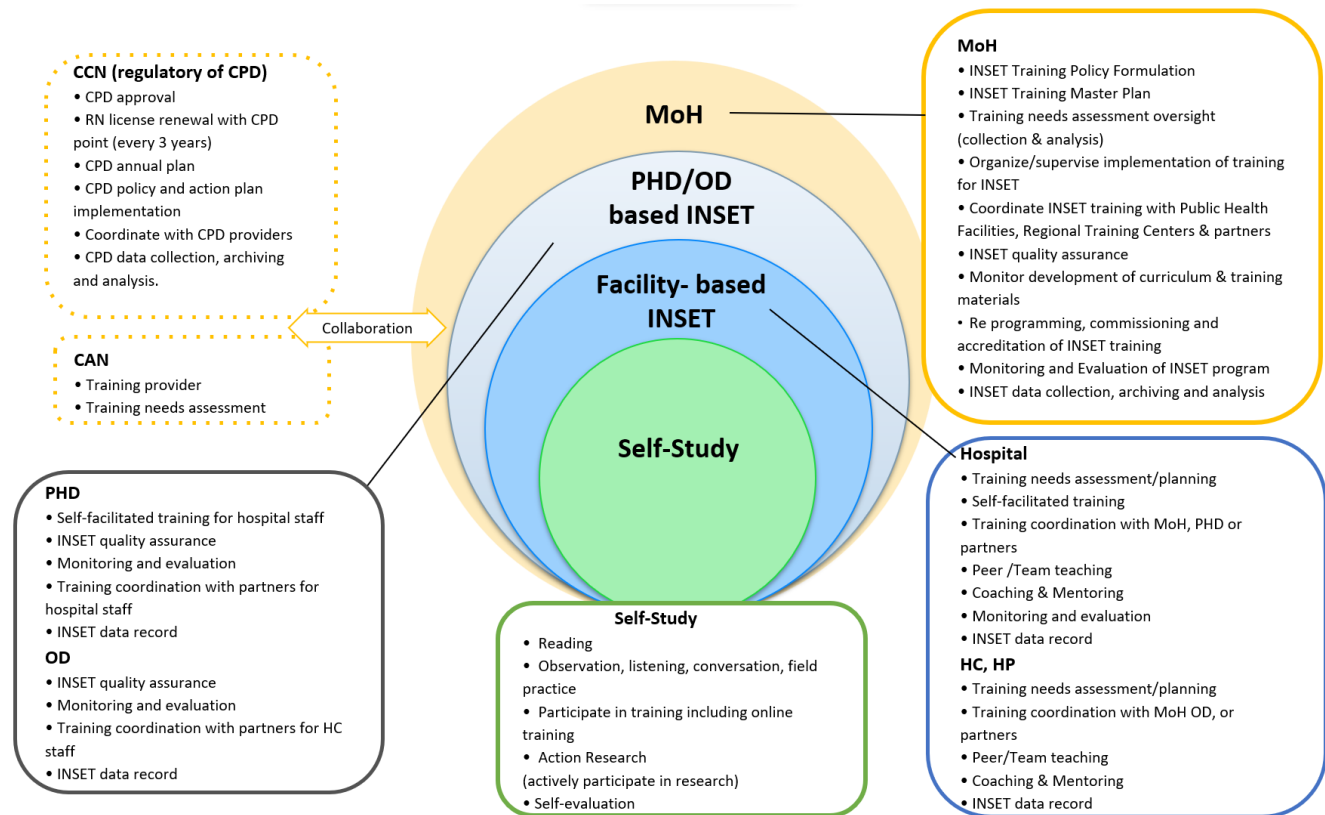 CCN (regulatory of CPD)
• CPD approval
• RN license renewal with CPD
point (every 3 years)
• CPD annual plan
• CPD policy and action plan
implementation
• Coordinate with CPD providers
• CPD data collection, archiving
and analysis.
Collaboration
CAN
• Training provider
• Training needs assessment
MoH
PHD/OD
based INSET
Facility- based
INSET
Self-Study
MoH
• INSET Training Policy Formulation
• INSET Training Master Plan
• Training needs assessment oversight
(collection & analysis)
• Organize/supervise implementation of training
for INSET
• Coordinate INSET training with Public Health
Facilities, Regional Training Centers & partners
• INSET quality assurance
• Monitor development of curriculum & training
materials
• Re programming, commissioning and
accreditation of INSET training
• Monitoring and Evaluation of INSET program
• INSET data collection, archiving and analysis
PHD
• Self-facilitated training for hospital staff
• INSET quality assurance
• Monitoring and evaluation
• Training coordination with partners for
hospital staff
• INSET data record
OD
• INSET quality assurance
• Monitoring and evaluation
• Training coordination with partners for HC
staff
• INSET data record
Self-Study
• Reading
• Observation, listening, conversation, field
practice
• Participate in training including online
training
• Action Research
(actively participate in research)
• Self-evaluation
Hospital
• Training needs assessment/planning
• Self-facilitated training
• Training coordination with MoH, PHD or
partners
• Peer /Team teaching
• Coaching & Mentoring
• Monitoring and evaluation
• INSET data record
HC, HP
• Training needs assessment/planning
• Training coordination with MoH OD, or
partners
• Peer/Team teaching
• Coaching & Mentoring
• INSET data record